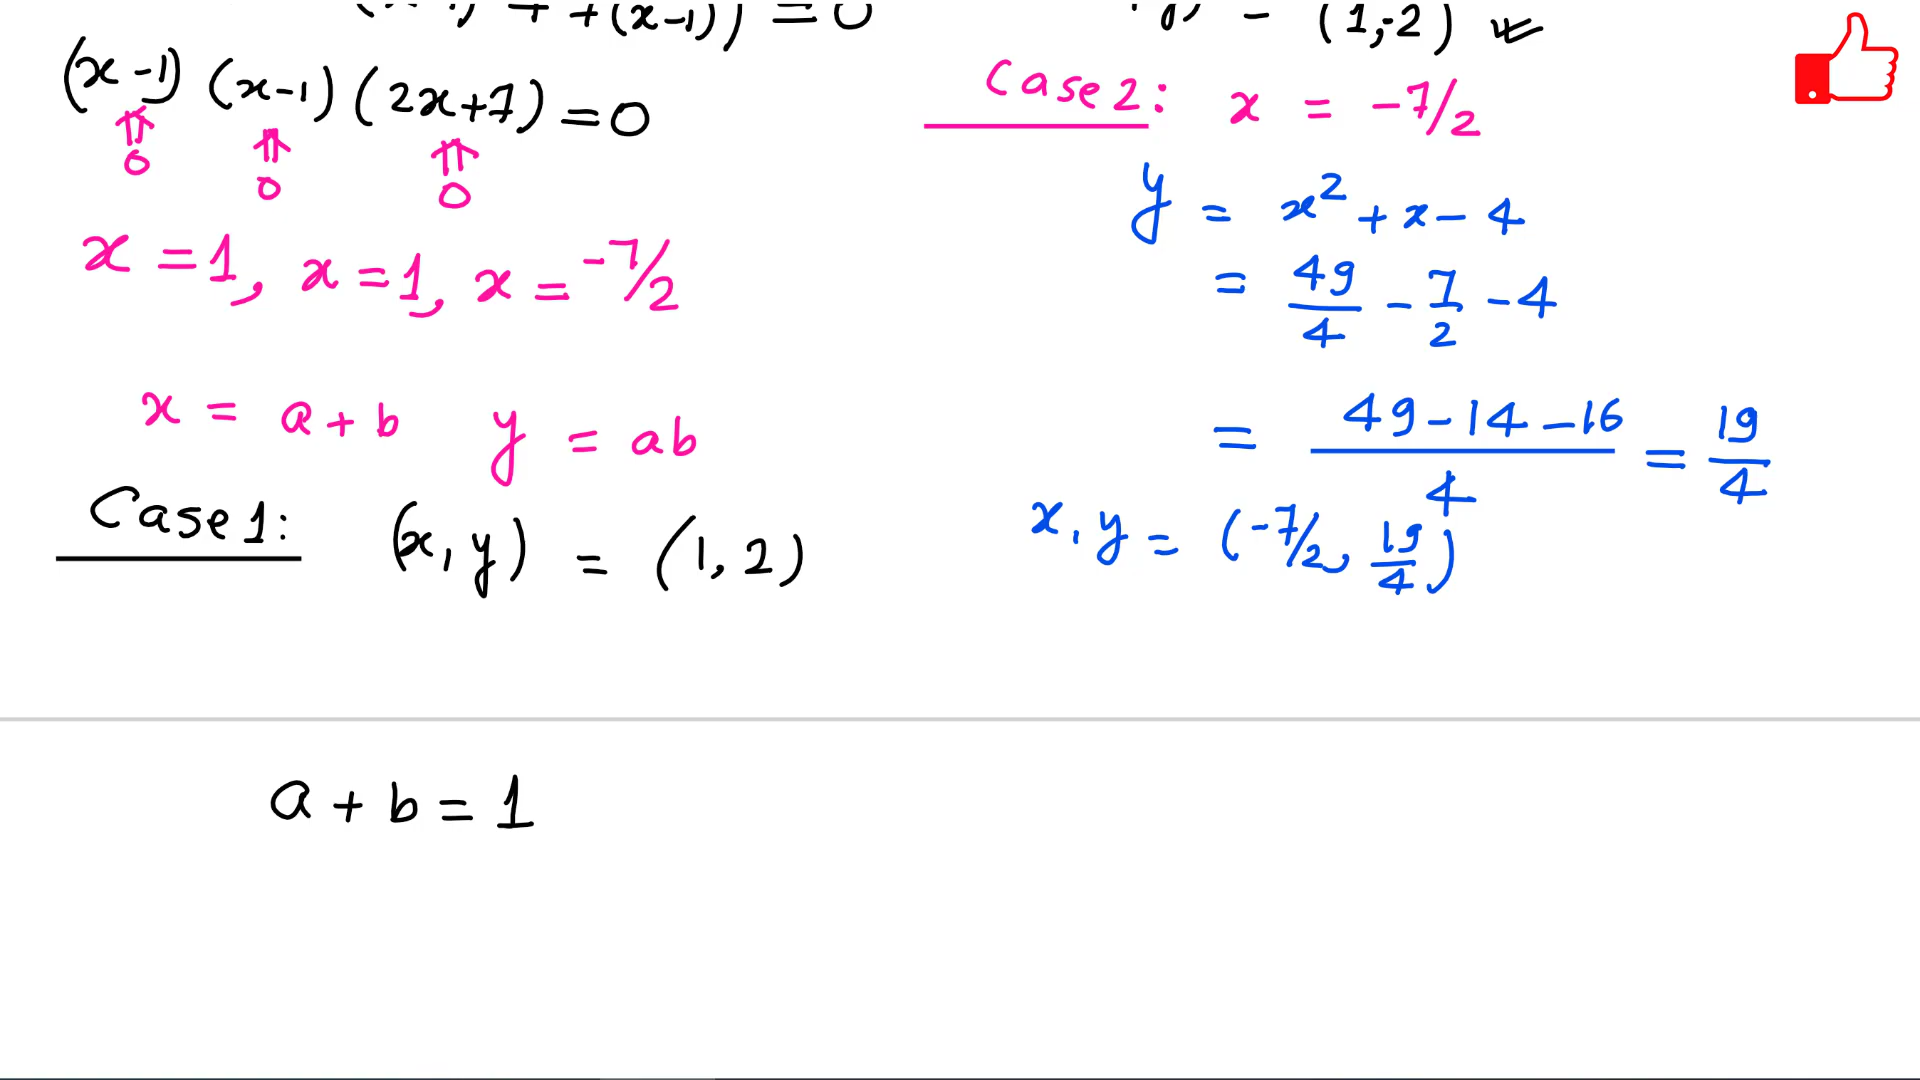 +(x-1)) = 0
(x-1) (x-1) (2x+7) = 0
0 0 0
x = 1, x = 1, x = -7/2
x = a + b y = ab
Case 1: (x, y) = (1, 2)
= (1,-2)
Case 2: x = -7/2
y = x² + x - 4
= 49/4 - 7/2 - 4
= (49 - 14 - 16)/4 = 19/4
x, y = (-7/2, 19/4)
a + b = 1